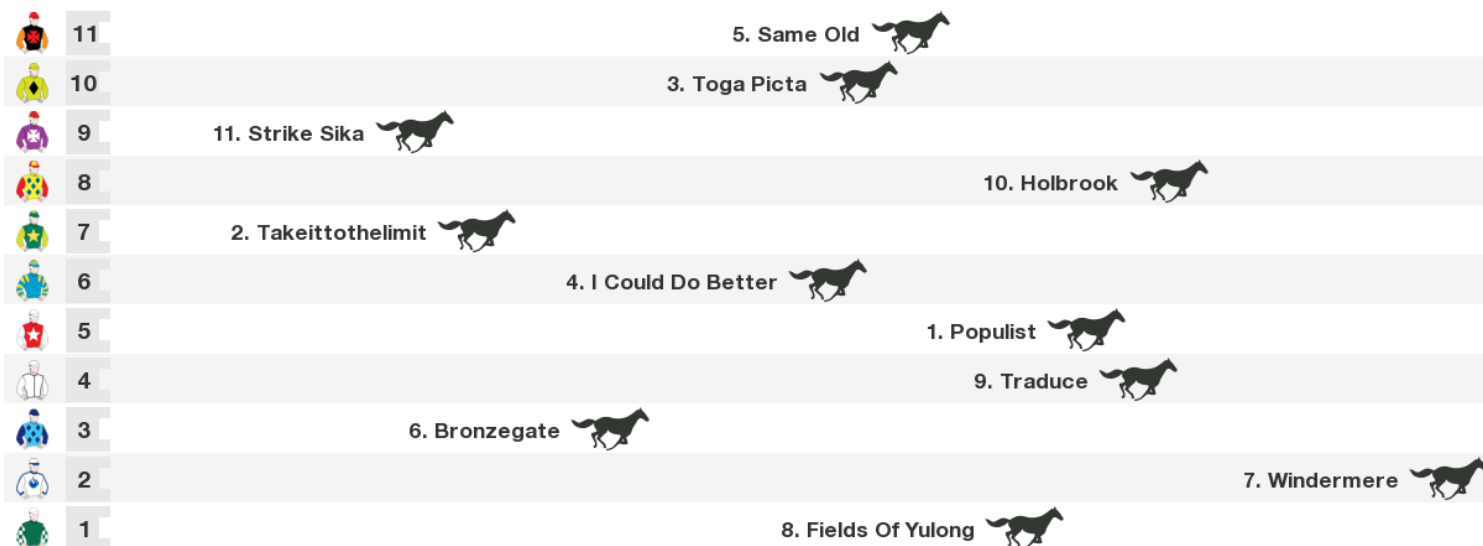 11 5. Same Old
10 3. Toga Picta
9 11. Strike Sika
8 10. Holbrook
7 2. Takeittothelimit
6 4. I Could Do Better
5 1. Populist
4 9. Traduce
3 6. Bronzegate
2 7. Windermere
1 8. Fields Of Yulong